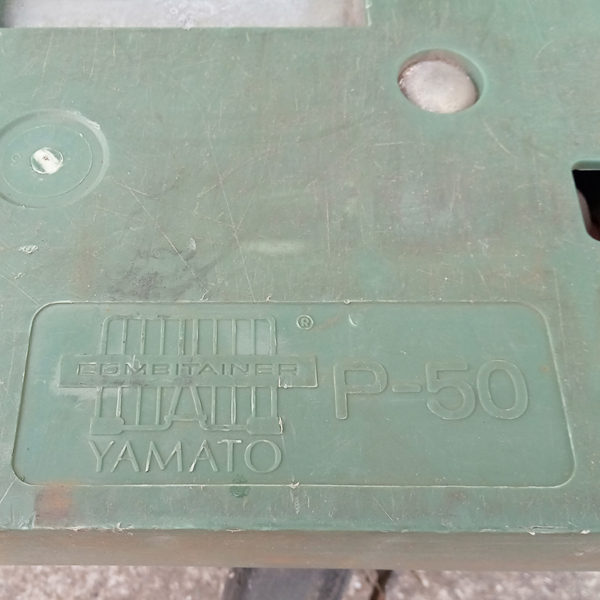 ®
COMBITAINER
P-50
YAMATO